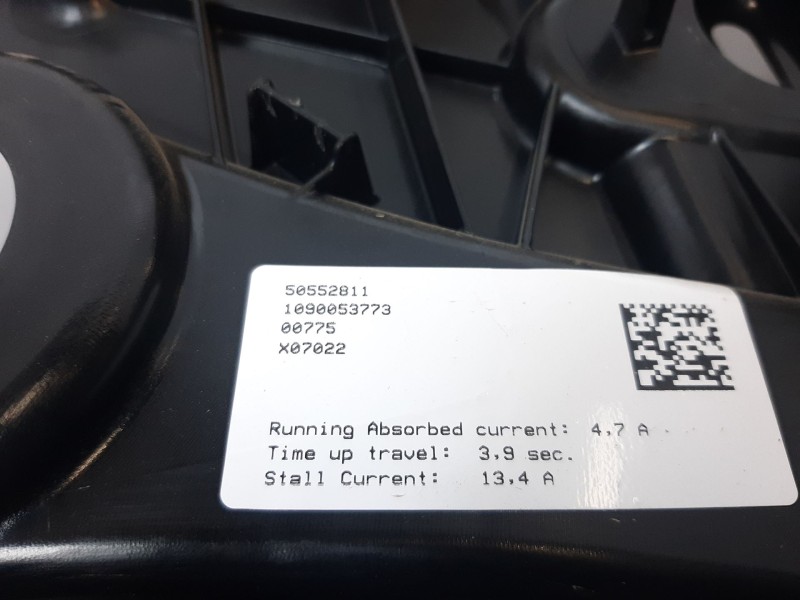 50552811
1090053773
00775
X07022
Running Absorbed current: 4,7 A
Time up travel: 3,9 sec.
Stall Current: 13,4 A